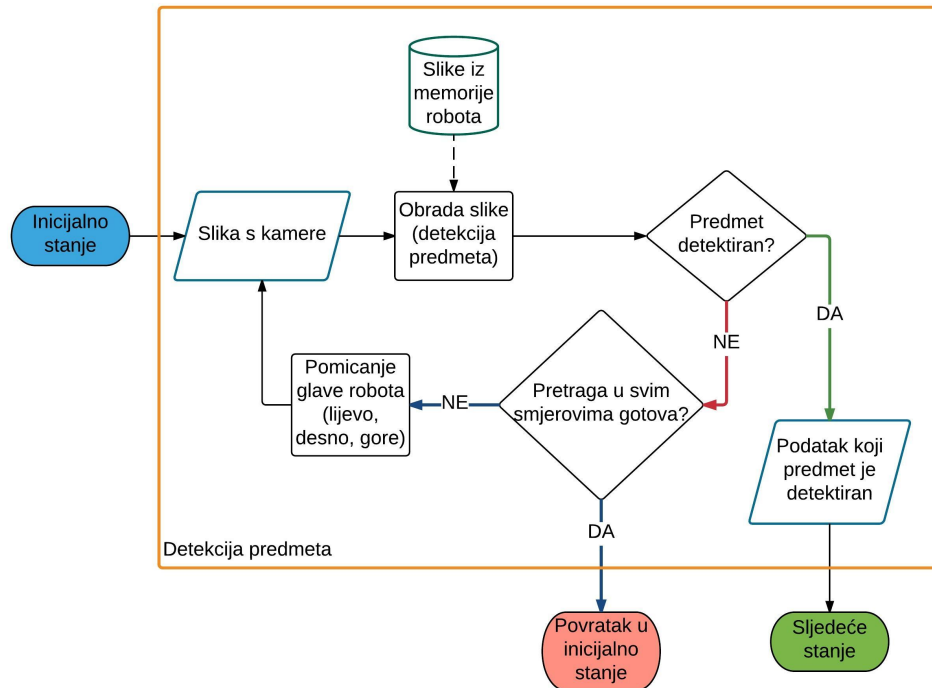 Slike iz
memorije
robota
Inicijalno
stanje
Slika s kamere
Obrada slike
(detekcija
predmeta)
Predmet
detektiran?
DA
NE
Pomicanje
glave robota
(lijevo,
desno, gore)
NE
Pretraga u svim
smjerovima gotova?
Podatak koji
predmet je
detektiran
DA
Detekcija predmeta
Povratak u
inicijalno
stanje
Sljedeće
stanje